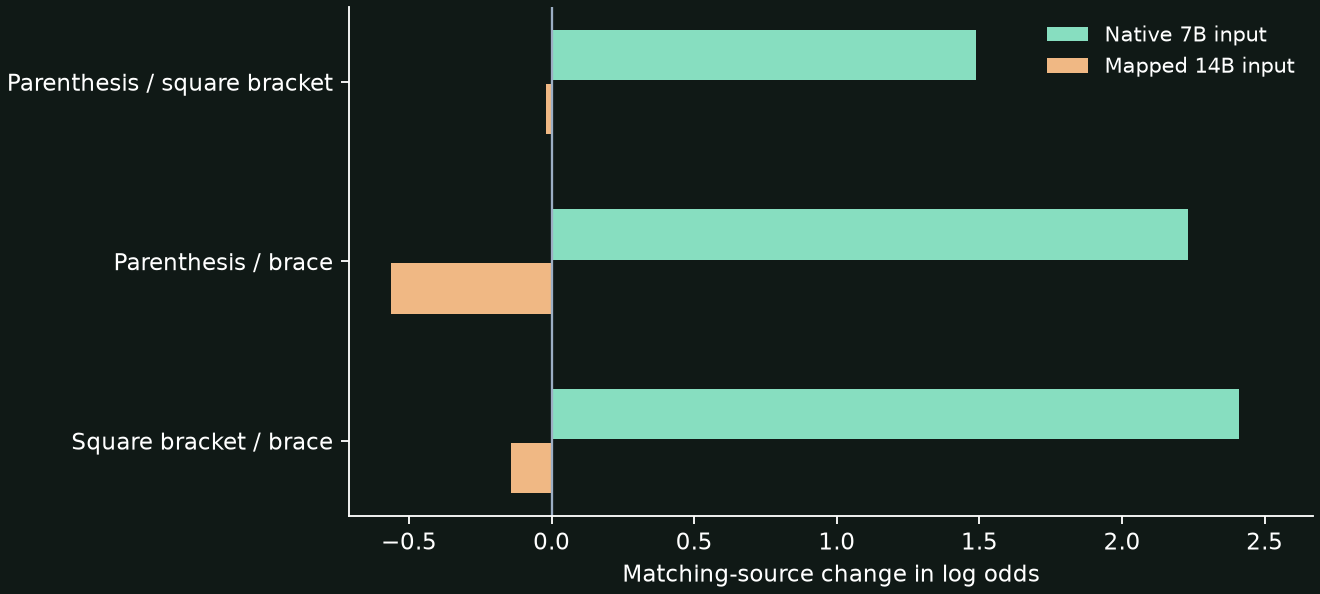 Native 7B input
Mapped 14B input
Parenthesis / square bracket
Parenthesis / brace
Square bracket / brace
−0.5 0.0 0.5 1.0 1.5 2.0 2.5
Matching-source change in log odds